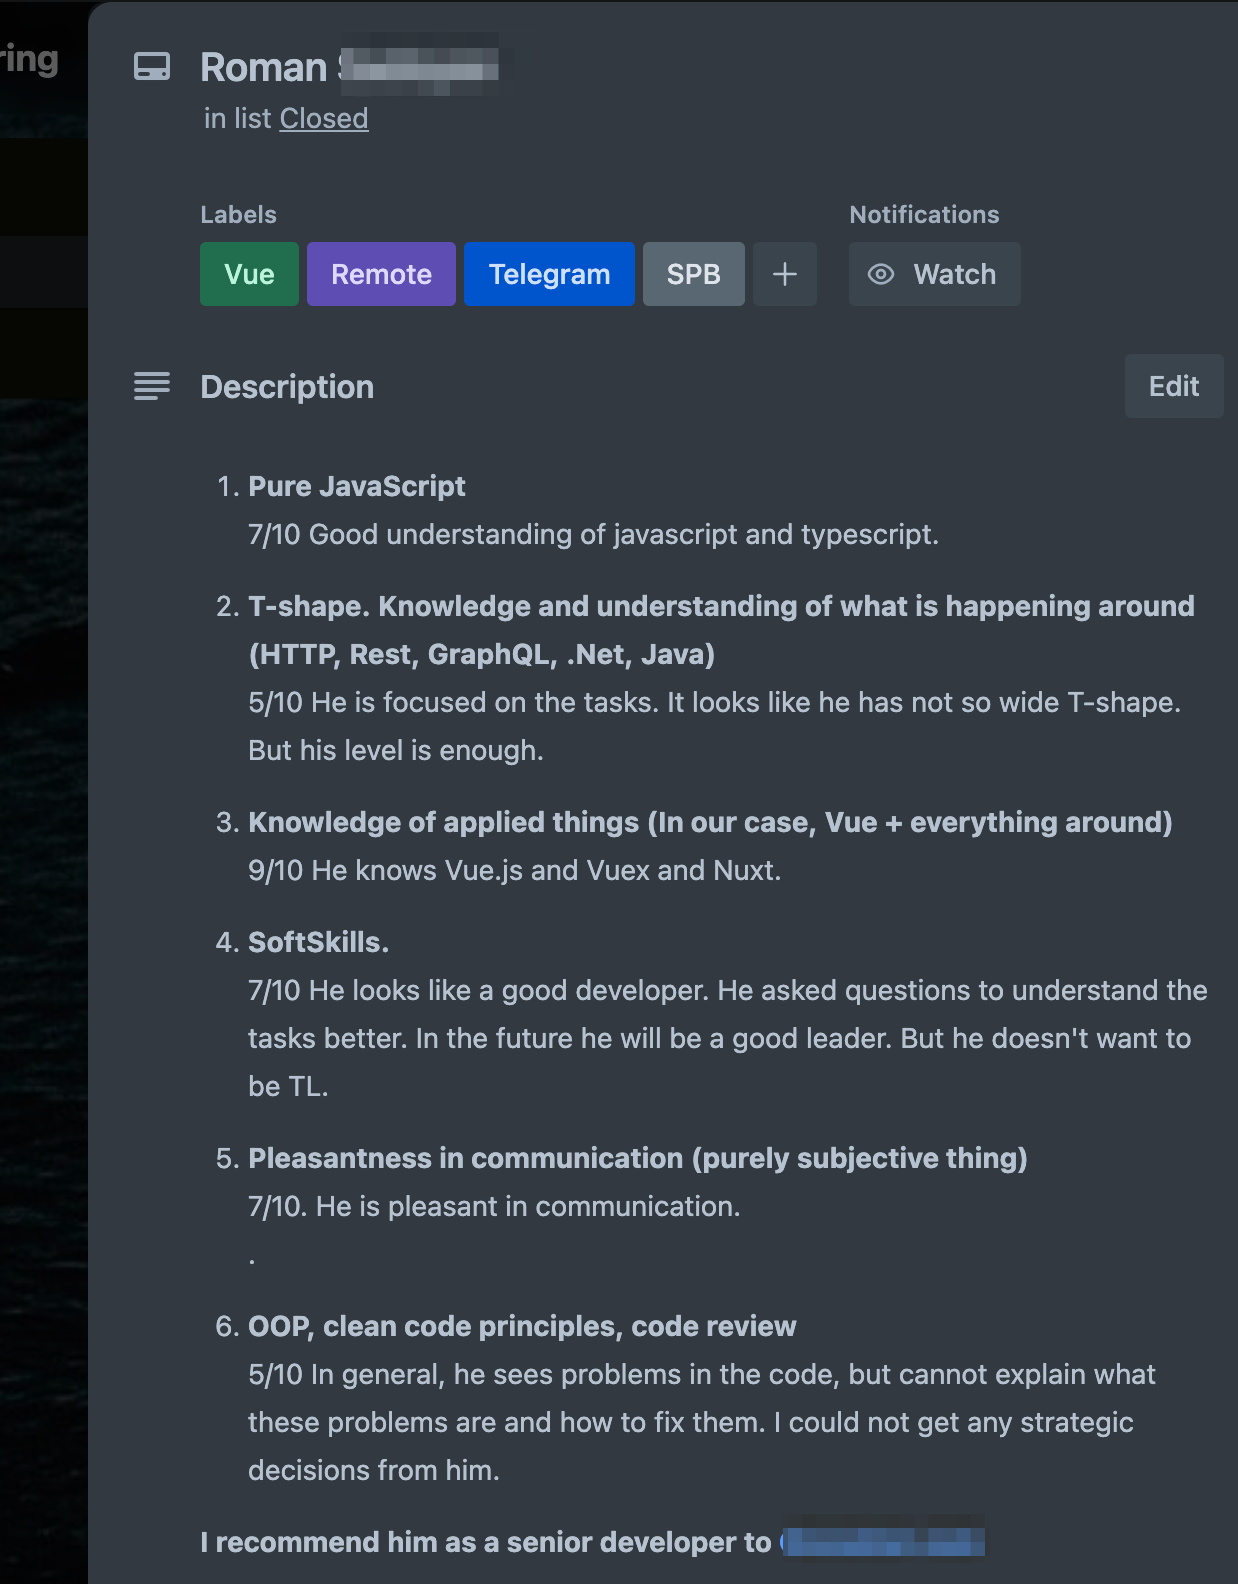 ring
Roman
in list Closed
Labels
Notifications
Vue
Remote
Telegram
SPB
+
Watch
Description
Edit
1. Pure JavaScript
7/10 Good understanding of javascript and typescript.
2. T-shape. Knowledge and understanding of what is happening around
(HTTP, Rest, GraphQL, .Net, Java)
5/10 He is focused on the tasks. It looks like he has not so wide T-shape.
But his level is enough.
3. Knowledge of applied things (In our case, Vue + everything around)
9/10 He knows Vue.js and Vuex and Nuxt.
4. SoftSkills.
7/10 He looks like a good developer. He asked questions to understand the
tasks better. In the future he will be a good leader. But he doesn't want to
be TL.
5. Pleasantness in communication (purely subjective thing)
7/10. He is pleasant in communication.
.
6. OOP, clean code principles, code review
5/10 In general, he sees problems in the code, but cannot explain what
these problems are and how to fix them. I could not get any strategic
decisions from him.
I recommend him as a senior developer to